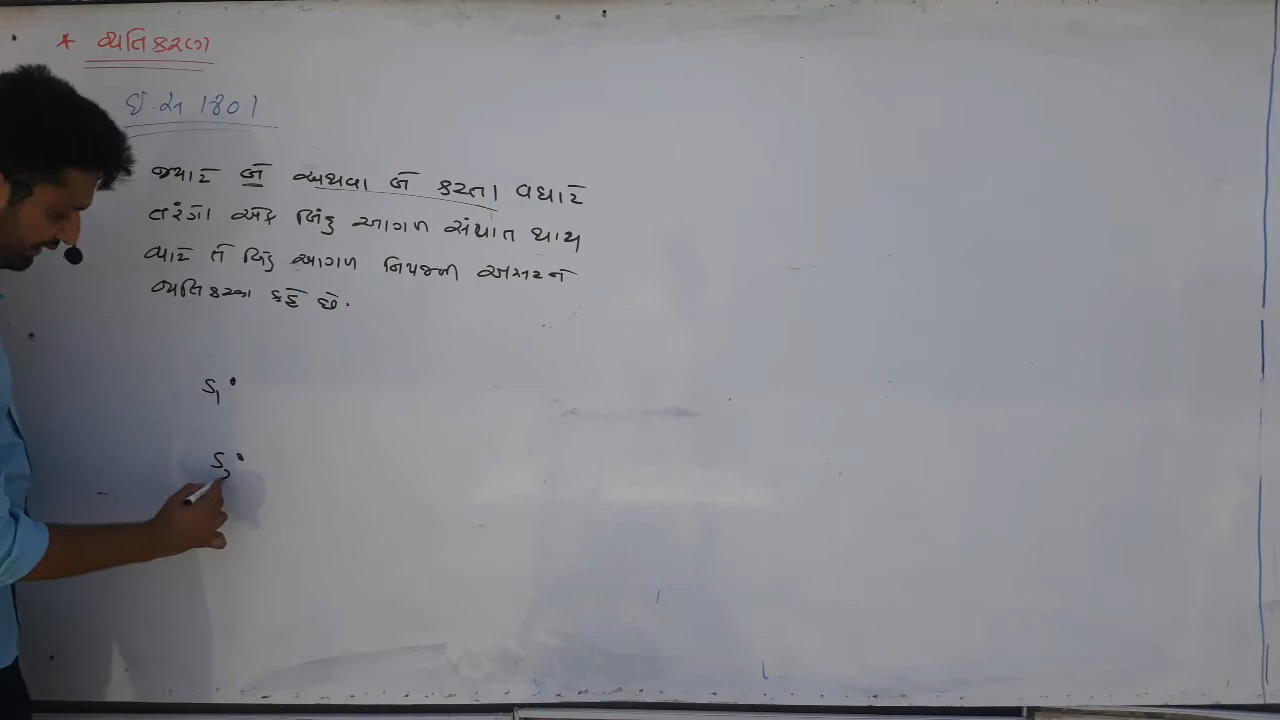 * વ્યતિકરણ
ઇ.સ 1801
જ્યારે બે અથવા બે કરતા વધારે
તરંગો એક બિંદુ આગળ સંપાત થાય
ત્યારે તે બિંદુ આગળ નિપજતી અસરને
વ્યતિકરણ કહે છે.
S₁
S₂